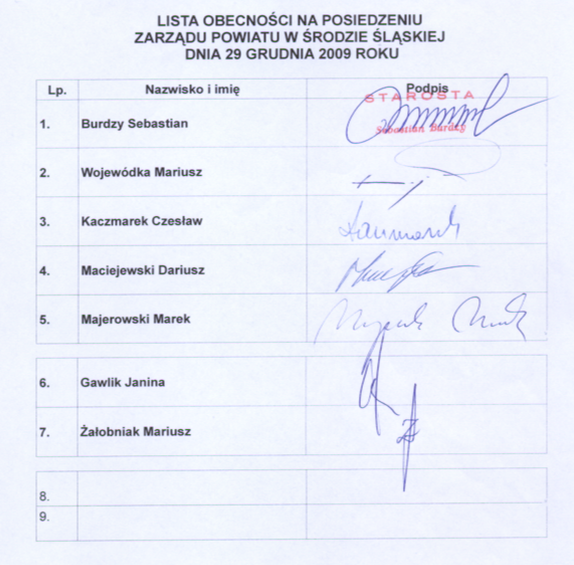 LISTA OBECNOŚCI NA POSIEDZENIU
ZARZĄDU POWIATU W ŚRODZIE ŚLĄSKIEJ
DNIA 29 GRUDNIA 2009 ROKU
Lp. Nazwisko i imię Podpis
STAROSTA
1. Burdzy Sebastian
Sebastian Burdzy
2. Wojewódka Mariusz
3. Kaczmarek Czesław
4. Maciejewski Dariusz
5. Majerowski Marek
6. Gawlik Janina
7. Żałobniak Mariusz
8.
9.